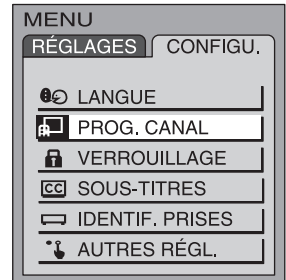 MENU
RÉGLAGES CONFIGU.
LANGUE
PROG. CANAL
VERROUILLAGE
CC SOUS-TITRES
IDENTIF. PRISES
AUTRES RÉGL.